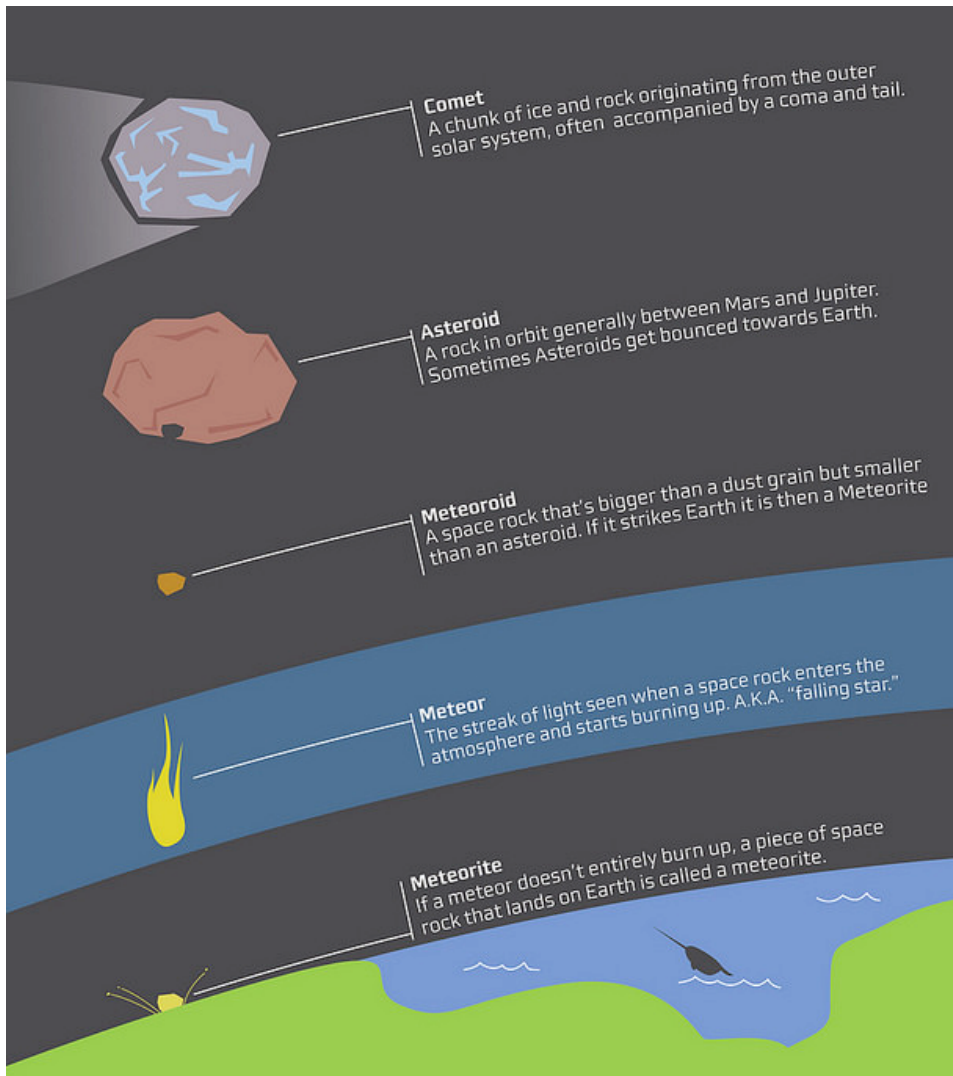 Comet
A chunk of ice and rock originating from the outer
solar system, often accompanied by a coma and tail.
Asteroid
A rock in orbit generally between Mars and Jupiter.
Sometimes Asteroids get bounced towards Earth.
Meteoroid
A space rock that's bigger than a dust grain but smaller
than an asteroid. If it strikes Earth it is then a Meteorite
Meteor
The streak of light seen when a space rock enters the
atmosphere and starts burning up. A.K.A. “falling star.”
Meteorite
If a meteor doesn't entirely burn up, a piece of space
rock that lands on Earth is called a meteorite.